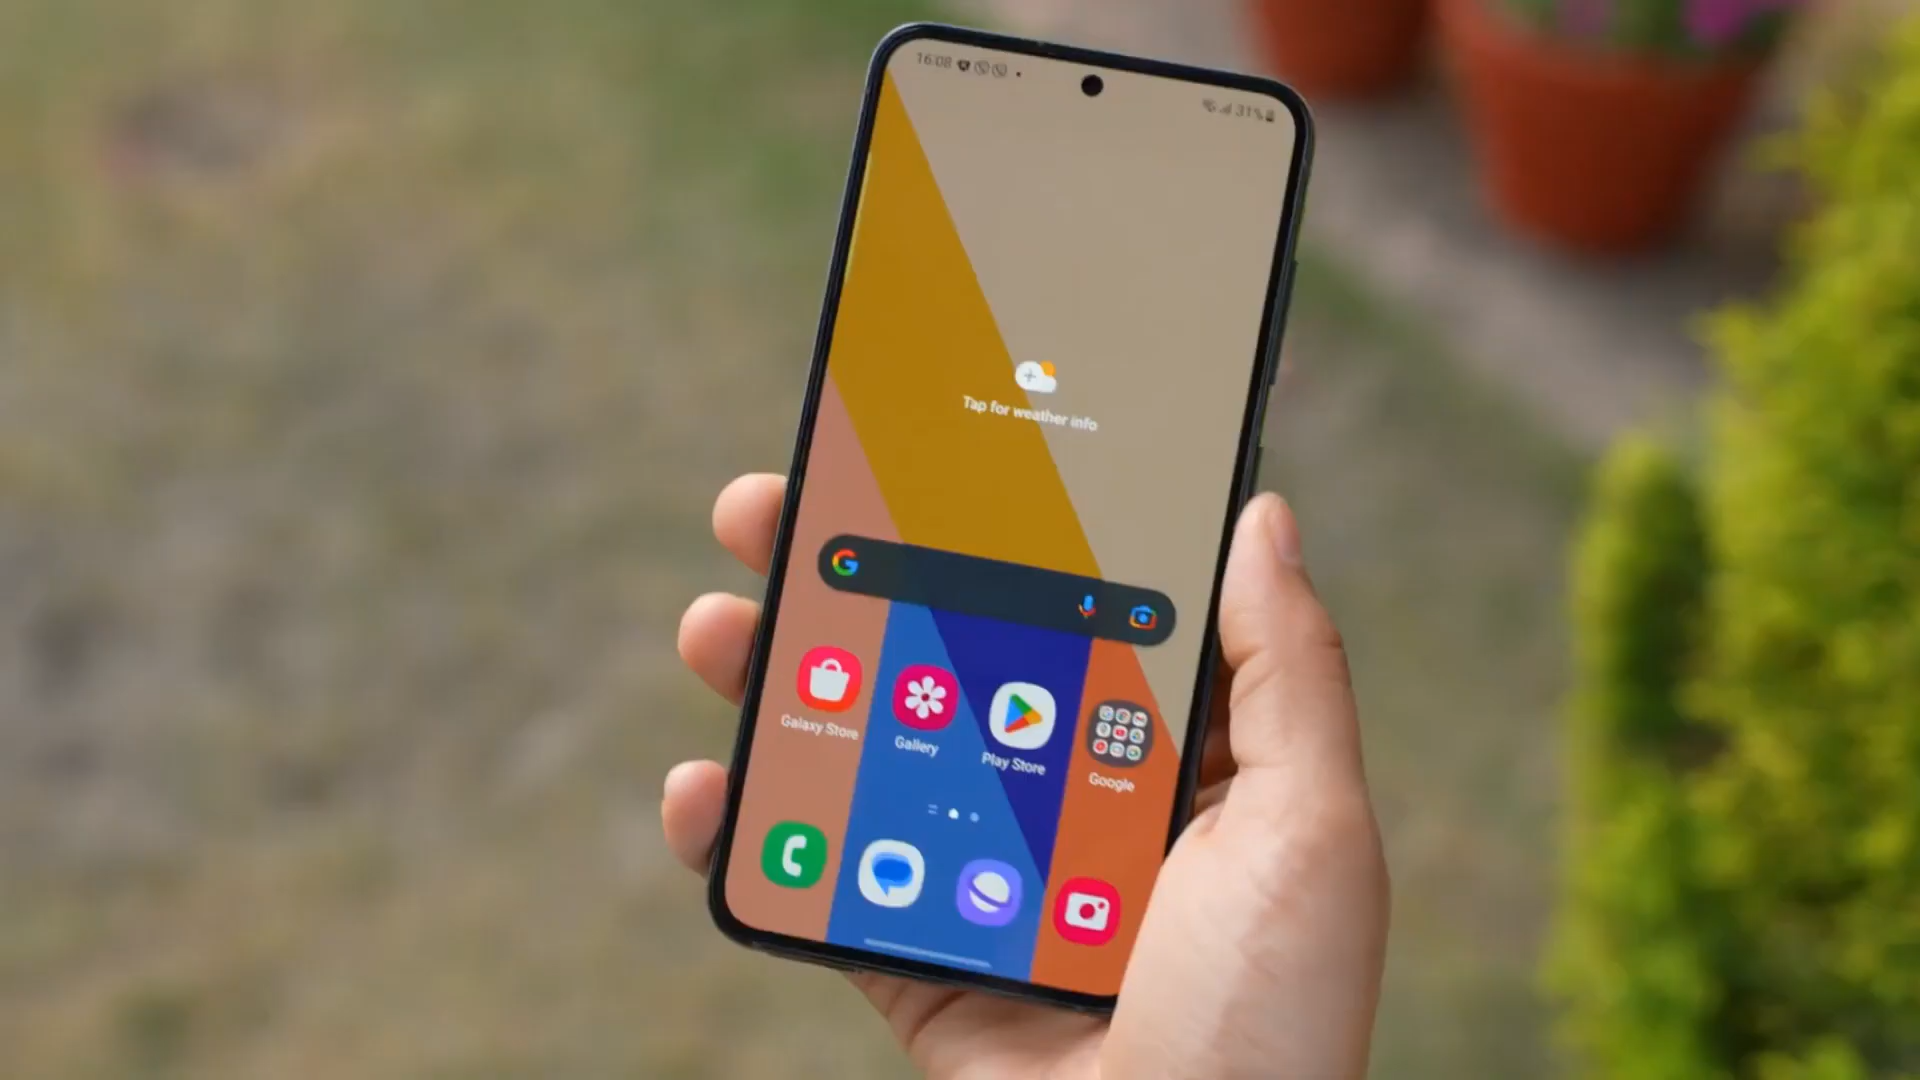 16:08
31%
Tap for weather info
G
Galaxy Store
Gallery
Play Store
Google